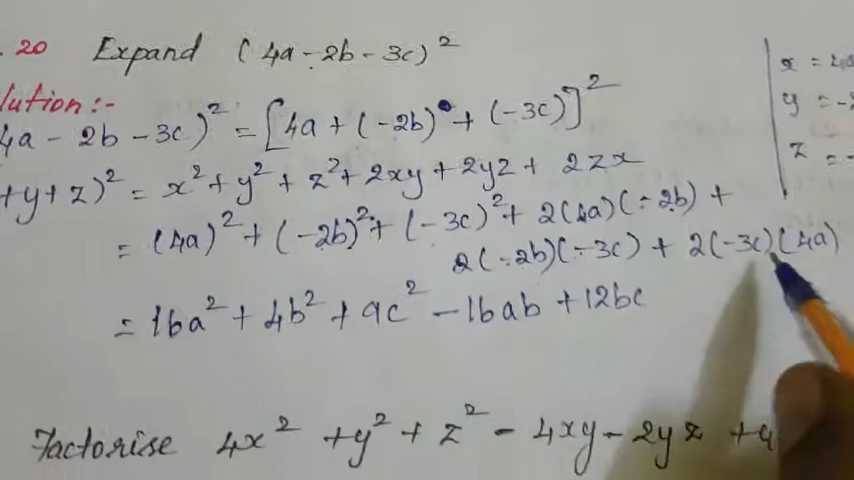 . 20 Expand (4a - 2b - 3c)²
lution :-
4a - 2b - 3c)² = [4a + (-2b) + (-3c)]²
+y+z)² = x² + y² + z² + 2xy + 2yz + 2zx
= (4a)² + (-2b)² + (-3c)² + 2(4a)(-2b) +
2(-2b)(-3c) + 2(-3c)(4a)
= 16a² + 4b² + 9c² - 16ab + 12bc
x = 4a
y = -2
z = -
Factorise 4x² + y² + z² - 4xy - 2yz + 4